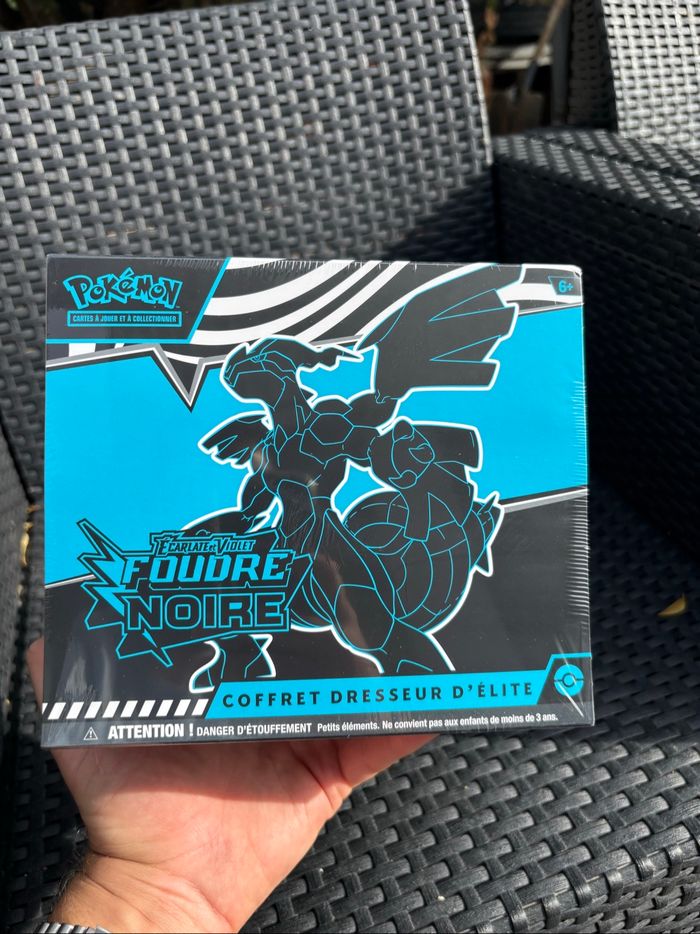 POKéMON
CARTES À JOUER ET À COLLECTIONNER
6+
ÉCARLATE ET VIOLET
FOUDRE
NOIRE
COFFRET DRESSEUR D'ÉLITE
ATTENTION ! DANGER D'ÉTOUFFEMENT Petits éléments. Ne convient pas aux enfants de moins de 3 ans.